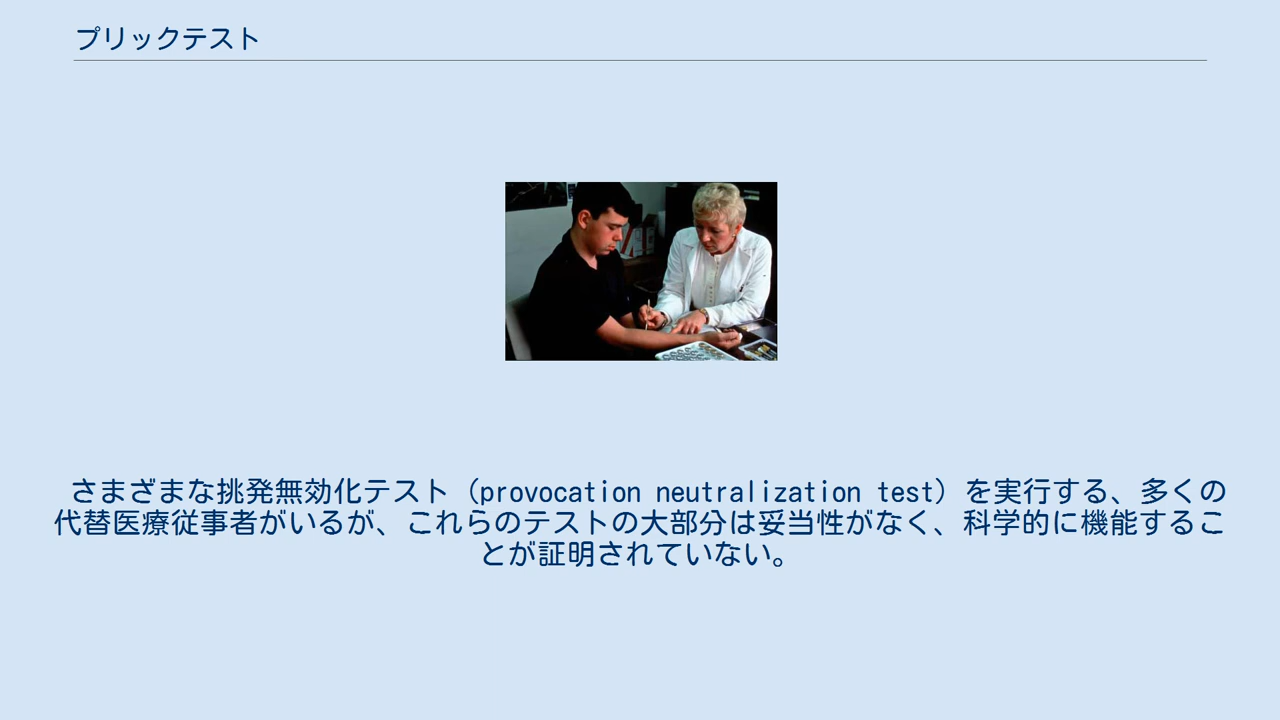 プリックテスト
さまざまな挑発無効化テスト（provocation neutralization test）を実行する、多くの
代替医療従事者がいるが、これらのテストの大部分は妥当性がなく、科学的に機能するこ
とが証明されていない。